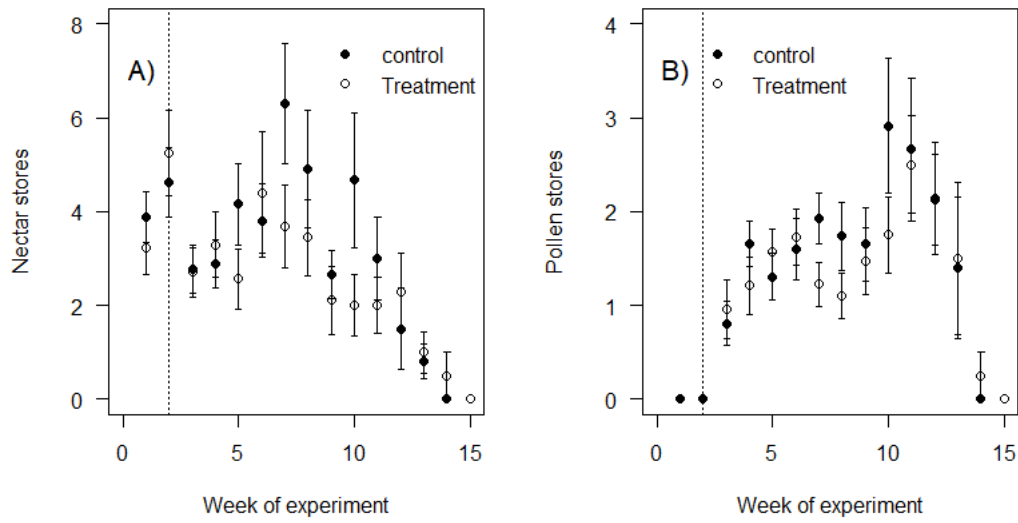 A)
control
Treatment
Nectar stores
8
6
4
2
0
0 5 10 15
Week of experiment
B)
control
Treatment
Pollen stores
4
3
2
1
0
0 5 10 15
Week of experiment